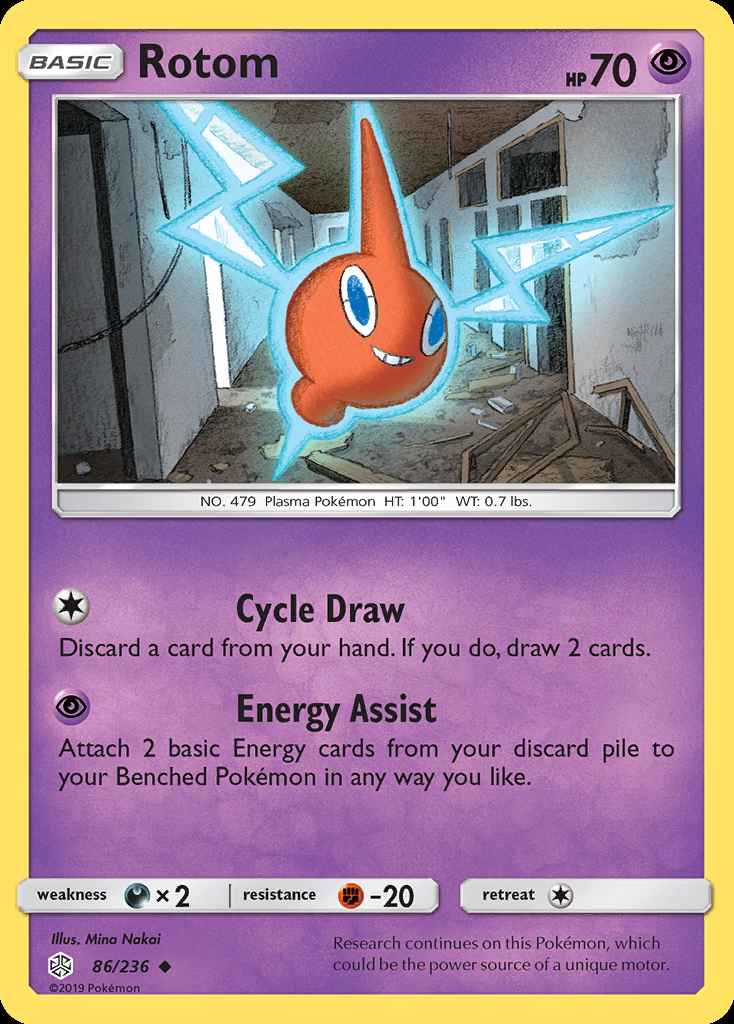 BASIC Rotom HP 70
NO. 479 Plasma Pokémon HT: 1'00" WT: 0.7 lbs.
Cycle Draw
Discard a card from your hand. If you do, draw 2 cards.
Energy Assist
Attach 2 basic Energy cards from your discard pile to
your Benched Pokémon in any way you like.
weakness × 2 resistance -20 retreat
Illus. Mina Nakai
86/236
©2019 Pokémon
Research continues on this Pokémon, which
could be the power source of a unique motor.